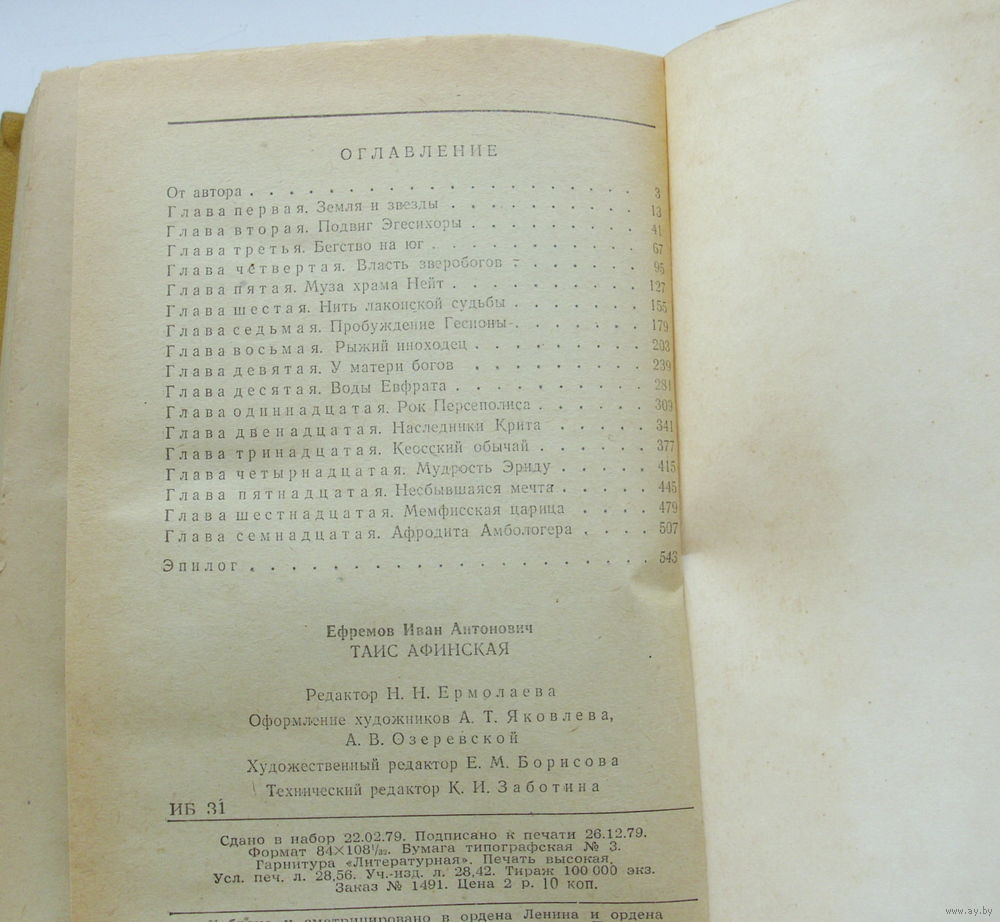 ОГЛАВЛЕНИЕ
От автора . . . . . . . . . . . . . . . . . . 3
Глава первая. Земля и звезды . . . . . . . . . . 13
Глава вторая. Подвиг Эгесихоры . . . . . . . . . 41
Глава третья. Бегство на юг . . . . . . . . . . . 67
Глава четвертая. Власть зверобогов . . . . . . . 95
Глава пятая. Муза храма Нейт . . . . . . . . . . 127
Глава шестая. Нить лаконской судьбы . . . . . . . 155
Глава седьмая. Пробуждение Гесионы . . . . . . . 179
Глава восьмая. Рыжий иноходец . . . . . . . . . 203
Глава девятая. У матери богов . . . . . . . . . 239
Глава десятая. Воды Евфрата . . . . . . . . . . 281
Глава одиннадцатая. Рок Персеполиса . . . . . . 309
Глава двенадцатая. Наследники Крита . . . . . 341
Глава тринадцатая. Кеосский обычай . . . . . . 377
Глава четырнадцатая. Мудрость Эриду . . . . . 415
Глава пятнадцатая. Несбывшаяся мечта . . . . . 445
Глава шестнадцатая. Мемфисская царица . . . . 479
Глава семнадцатая. Афродита Амбологера . . . . 507
Эпилог . . . . . . . . . . . . . . . . . . 543
Ефремов Иван Антонович
ТАИС АФИНСКАЯ
Редактор Н. Н. Ермолаева
Оформление художников А. Т. Яковлева,
А. В. Озеревской
Художественный редактор Е. М. Борисова
Технический редактор К. И. Заботина
ИБ 31
Сдано в набор 22.02.79. Подписано к печати 26.12.79.
Формат 84×108¹/₃₂. Бумага типографская № 3.
Гарнитура «Литературная». Печать высокая.
Усл. печ. л. 28,56. Уч.-изд. л. 28,42. Тираж 100 000 экз.
Заказ № 1491. Цена 2 р. 10 коп.
и сматрицировано в ордена Ленина и ордена
www.ay.by